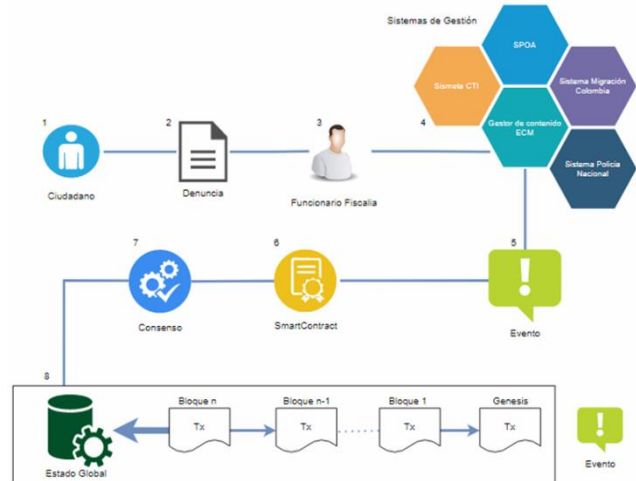 Sistemas de Gestión
SPOA
Sismeta CTI
Sistema Migración
Colombia
Gestor de contenido
ECM
Sistema Policia
Nacional
1
2
3
4
Ciudadano
Denuncia
Funcionario Fiscalia
7
6
5
Consenso
SmartContract
Evento
8
Bloque n
Bloque n-1
Bloque 1
Genesis
Tx
Tx
Tx
Tx
Estado Global
Evento